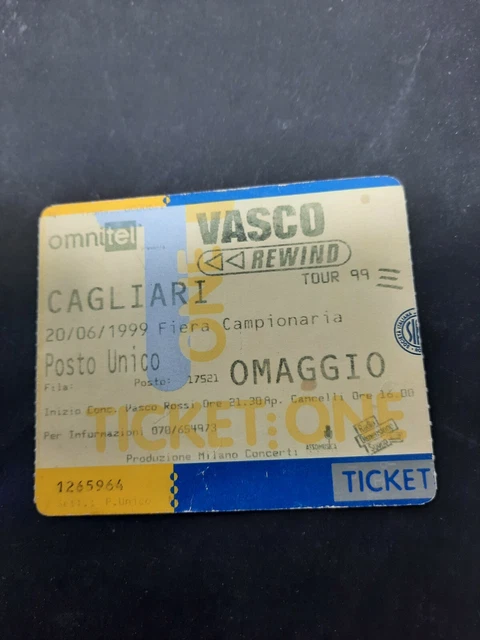 omnitel
VASCO
REWIND
TOUR 99
CAGLIARI
20/06/1999 Fiera Campionaria
Posto Unico
OMAGGIO
Fila: Posto: 17521
Inizio Conc. Vasco Rossi Ore 21.30 Ap. Cancelli Ore 16.00
TICKET ONE
Per Informazioni 070/654973
Produzione Milano Concerti
1265964
TICKET